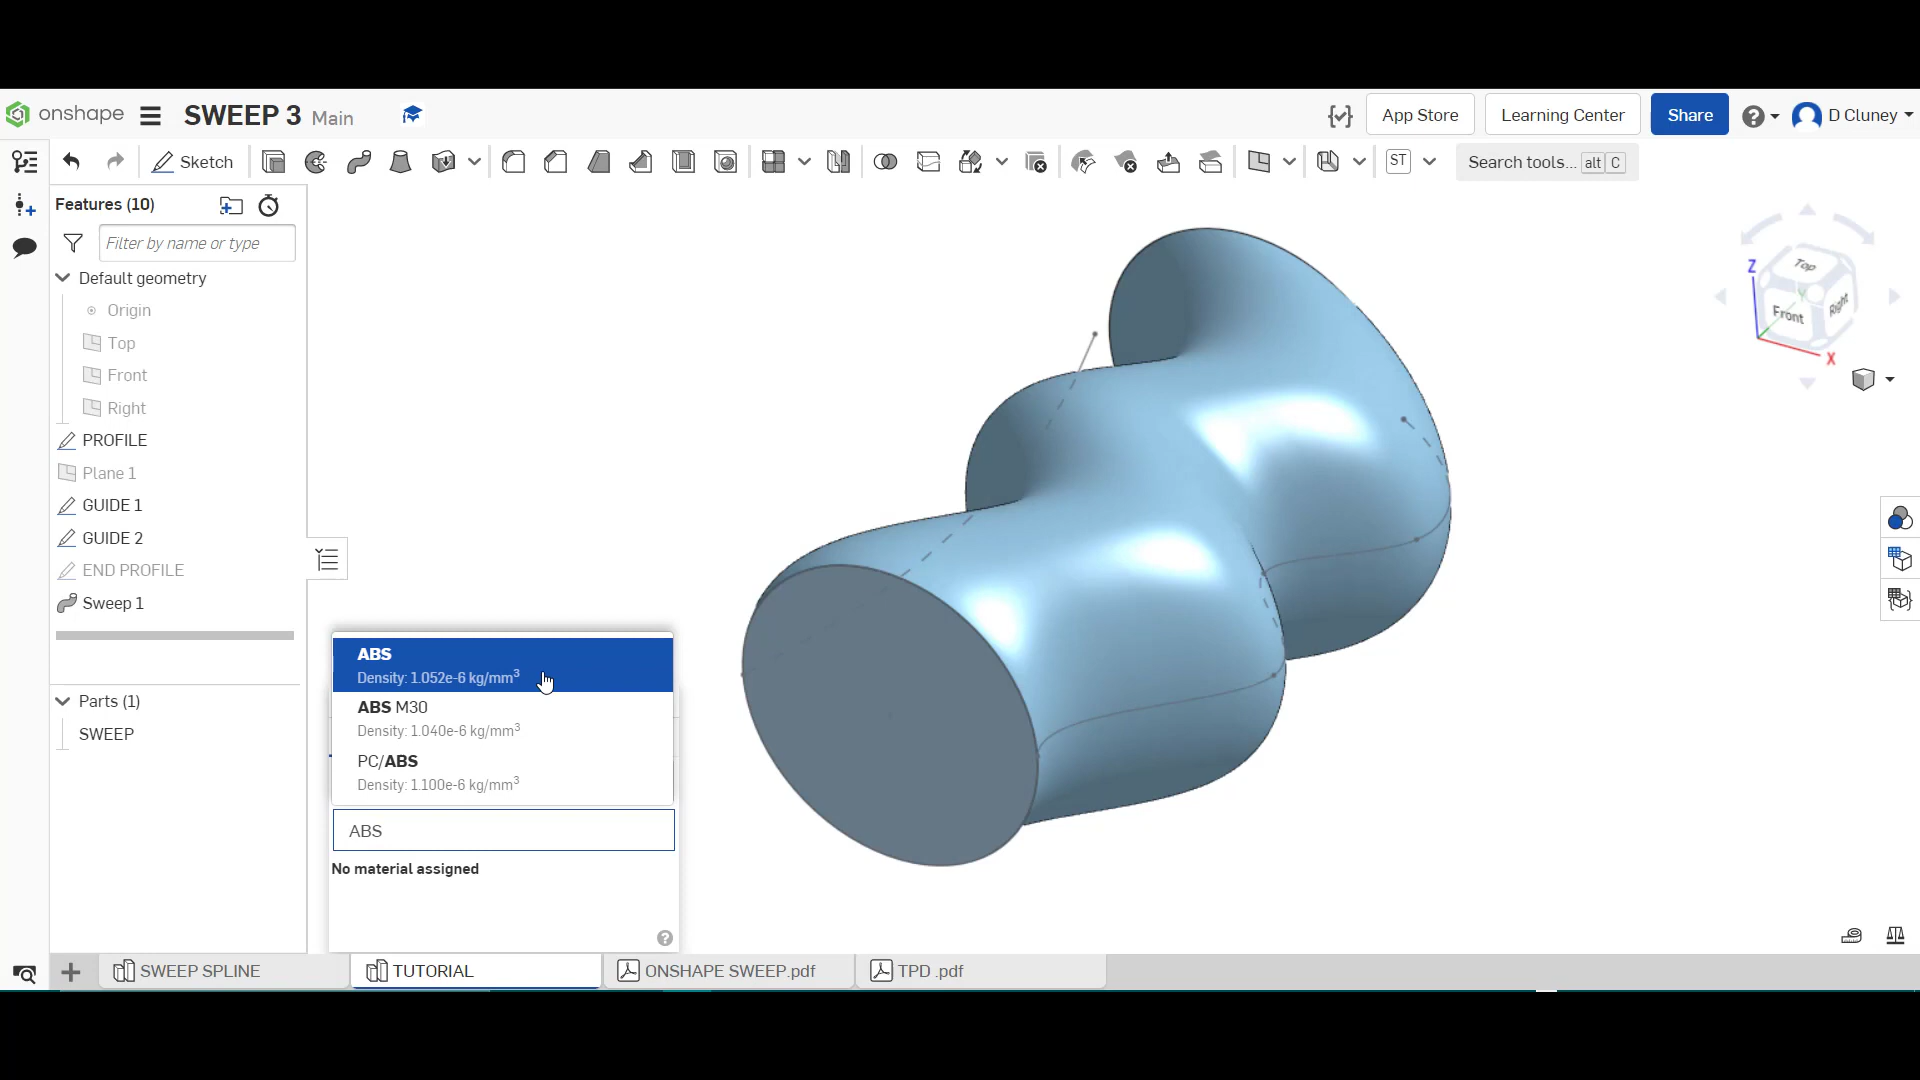 onshape
SWEEP 3 Main
App Store
Learning Center
Share
D Cluney
Sketch
ST
Search tools... alt C
Features (10)
Filter by name or type
Default geometry
Origin
Top
Front
Right
PROFILE
Plane 1
GUIDE 1
GUIDE 2
END PROFILE
Sweep 1
Parts (1)
SWEEP
Z
Top
Y
Front
Right
X
ABS
Density: 1.052e-6 kg/mm³
ABS M30
Density: 1.040e-6 kg/mm³
PC/ABS
Density: 1.100e-6 kg/mm³
ABS
No material assigned
SWEEP SPLINE
TUTORIAL
ONSHAPE SWEEP.pdf
TPD .pdf